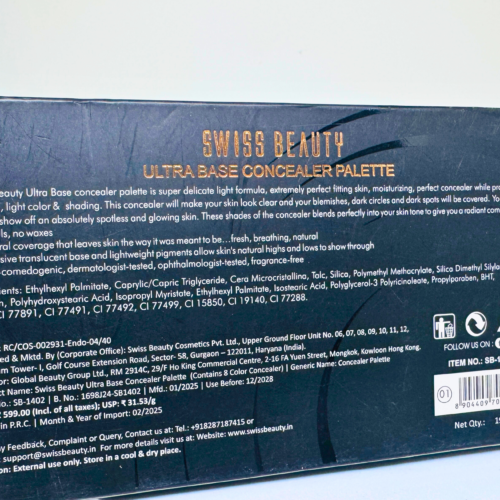 SWISS BEAUTY
ULTRA BASE CONCEALER PALETTE
eauty Ultra Base concealer palette is super delicate light formula, extremely perfect fitting skin, moisturizing, perfect concealer while pro
, light color & shading. This concealer will make your skin look clear and your blemishes, dark circles and dark spots will be covered. Yo
show off an absolutely spotless and glowing skin. These shades of the concealer blends perfectly into your skin tone to give you a radiant com
ls, no waxes
ral coverage that leaves skin the way it was meant to be...fresh, breathing, natural
sive translucent base and lightweight pigments allow skin's natural highs and lows to show through
-comedogenic, dermatologist-tested, ophthalmologist-tested, fragrance-free
ents: Ethylhexyl Palmitate, Caprylic/Capric Triglyceride, Cera Microcristallina, Talc, Silica, Polymethyl Methacrylate, Silica Dimethyl Silylat
, Polyhydroxystearic Acid, Isopropyl Myristate, Ethylhexyl Palmitate, Isostearic Acid, Polyglycerol-3 Polyricinoleate, Propylparaben, BHT,
CI 77891, CI 77491, CI 77492, CI 77499, CI 15850, CI 19140, CI 77288.
: RC/COS-002931-Endo-04/40
ed & Mktd. By (Corporate Office): Swiss Beauty Cosmetics Pvt. Ltd., Upper Ground Floor Unit No. 06, 07, 08, 09, 10, 11, 12,
m Tower- I, Golf Course Extension Road, Sector- 58, Gurgaon – 122011, Haryana (India).
or: Global Beauty Group Ltd., RM 2914C, 29/F Ho King Commercial Centre, 2-16 FA Yuen Street, Mongkok, Kowloon Hong Kong.
ct Name: Swiss Beauty Ultra Base Concealer Palette (Contains 8 Color Concealer) | Generic Name: Concealer Palette
No.: SB-1402 | B. No.: 1698J24-SB1402 | Mfd.: 01/2025 | Use Before: 12/2028
₹ 599.00 (Incl. of all taxes); USP: ₹ 31.53/g
in P.R.C. | Month & Year of Import: 02/2025
y Feedback, Complaint or Query, Contact us at: Tel: +918287187415 or
support@swissbeauty.in For more details visit us at: Website:www.swissbeauty.in
on: External use only. Store in a cool & dry place.
FOLLOW US ON :
ITEM NO.: SB-1
01
8 904409 70
Net Qty.: 19